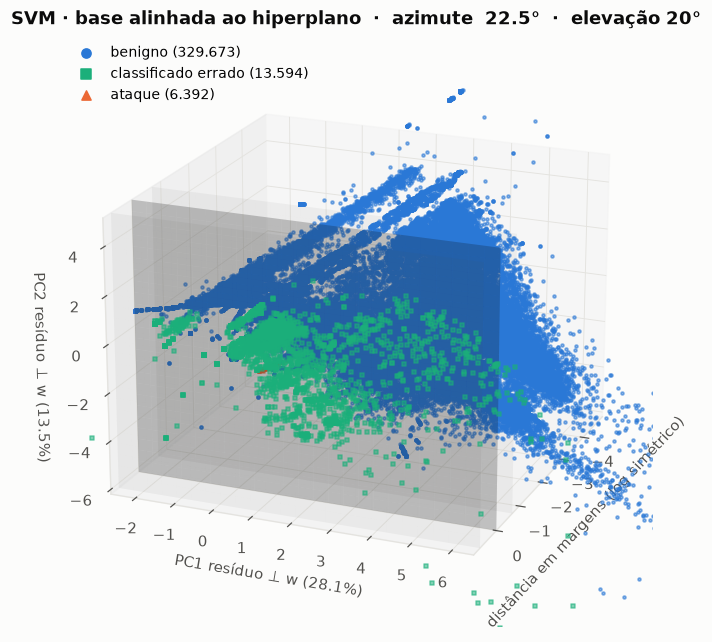 SVM · base alinhada ao hiperplano · azimute 22.5° · elevação 20°
benigno (329.673)
classificado errado (13.594)
ataque (6.392)
4
2
0
−2
−4
−6
PC2 resíduo ⊥ w (13.5%)
−2
−1
0
1
2
3
4
5
6
PC1 resíduo ⊥ w (28.1%)
0
−1
−2
−3
−4
distância em margens (log simétrico)